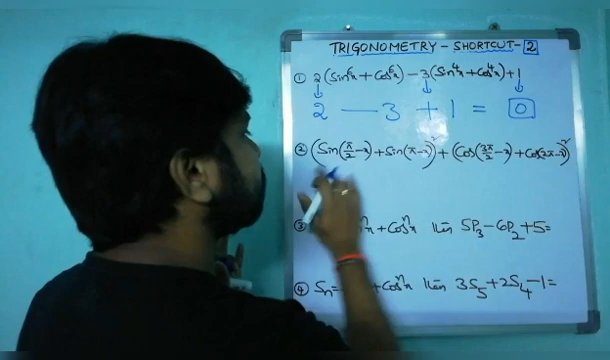 TRIGONOMETRY - SHORTCUT - 2
① 2(Sin⁶x + Cos⁶x) - 3(Sin⁴x + Cos⁴x) + 1
↓ ↓ ↓
2 — 3 + 1 = 0
② (Sin(π/2 - x) + Sin(π - x))² + (Cos(3π/2 - x) + Cos(2π - x))²
③ ⁿx + Cosⁿx then 5P₃ - 6P₂ + 5 =
④ Sn = + Cosⁿx then 3S₅ + 2S₄ - 1 =